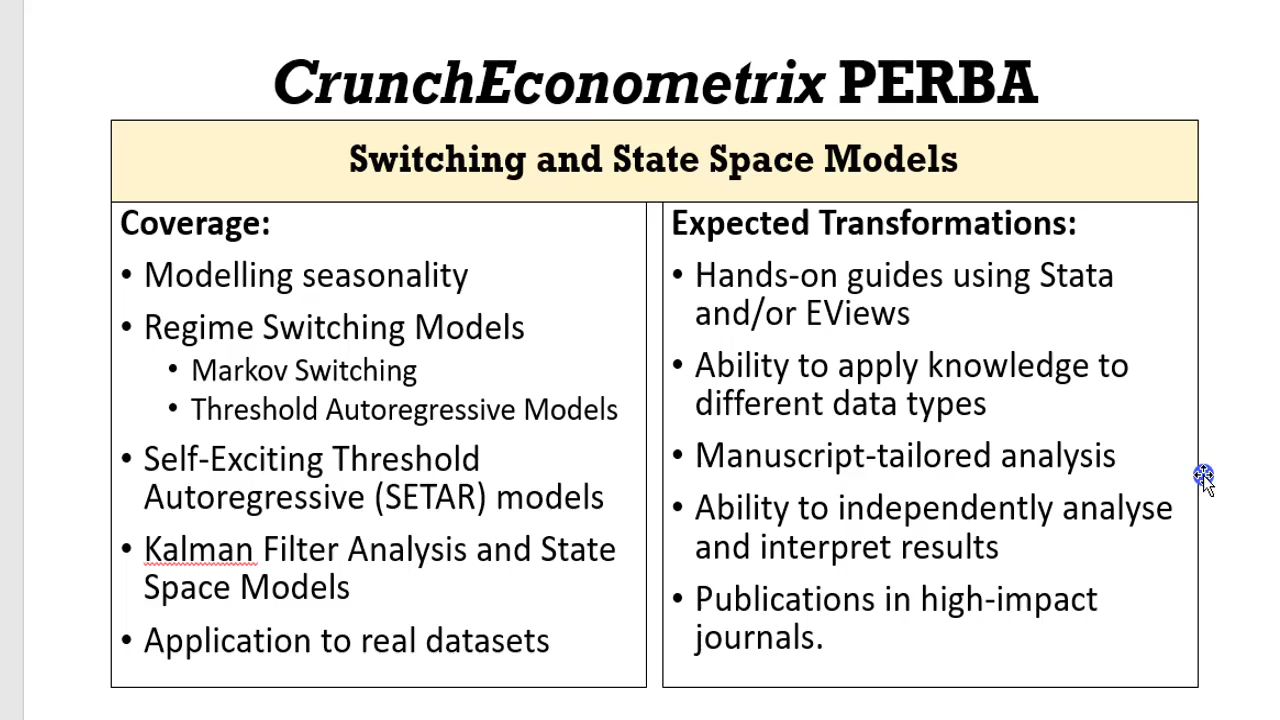 CrunchEconometrix PERBA
Switching and State Space Models
Coverage:
• Modelling seasonality
• Regime Switching Models
• Markov Switching
• Threshold Autoregressive Models
• Self-Exciting Threshold
Autoregressive (SETAR) models
• Kalman Filter Analysis and State
Space Models
• Application to real datasets
Expected Transformations:
• Hands-on guides using Stata
and/or EViews
• Ability to apply knowledge to
different data types
• Manuscript-tailored analysis
• Ability to independently analyse
and interpret results
• Publications in high-impact
journals.